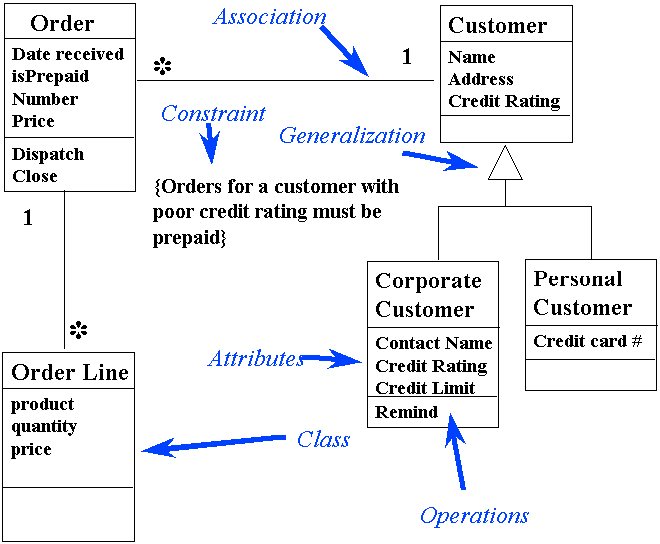 Order
Date received
isPrepaid
Number
Price
Dispatch
Close
Association
*
1
Customer
Name
Address
Credit Rating
Constraint
Generalization
{Orders for a customer with
poor credit rating must be
prepaid}
1
*
Order Line
product
quantity
price
Corporate
Customer
Contact Name
Credit Rating
Credit Limit
Remind
Personal
Customer
Credit card #
Attributes
Class
Operations